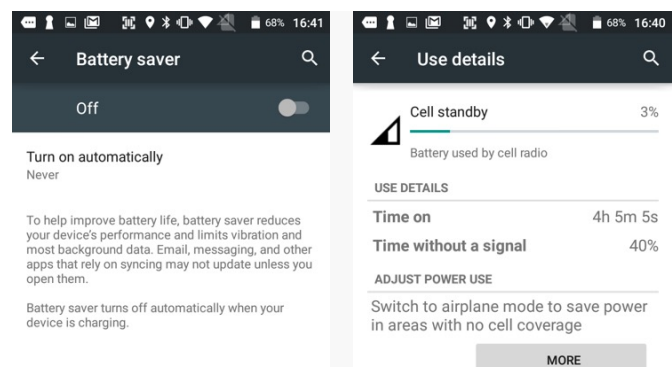 68% 16:41
Battery saver
Off
Turn on automatically
Never
To help improve battery life, battery saver reduces
your device's performance and limits vibration and
most background data. Email, messaging, and other
apps that rely on syncing may not update unless you
open them.
Battery saver turns off automatically when your
device is charging.
68% 16:40
Use details
Cell standby 3%
Battery used by cell radio
USE DETAILS
Time on 4h 5m 5s
Time without a signal 40%
ADJUST POWER USE
Switch to airplane mode to save power
in areas with no cell coverage
MORE